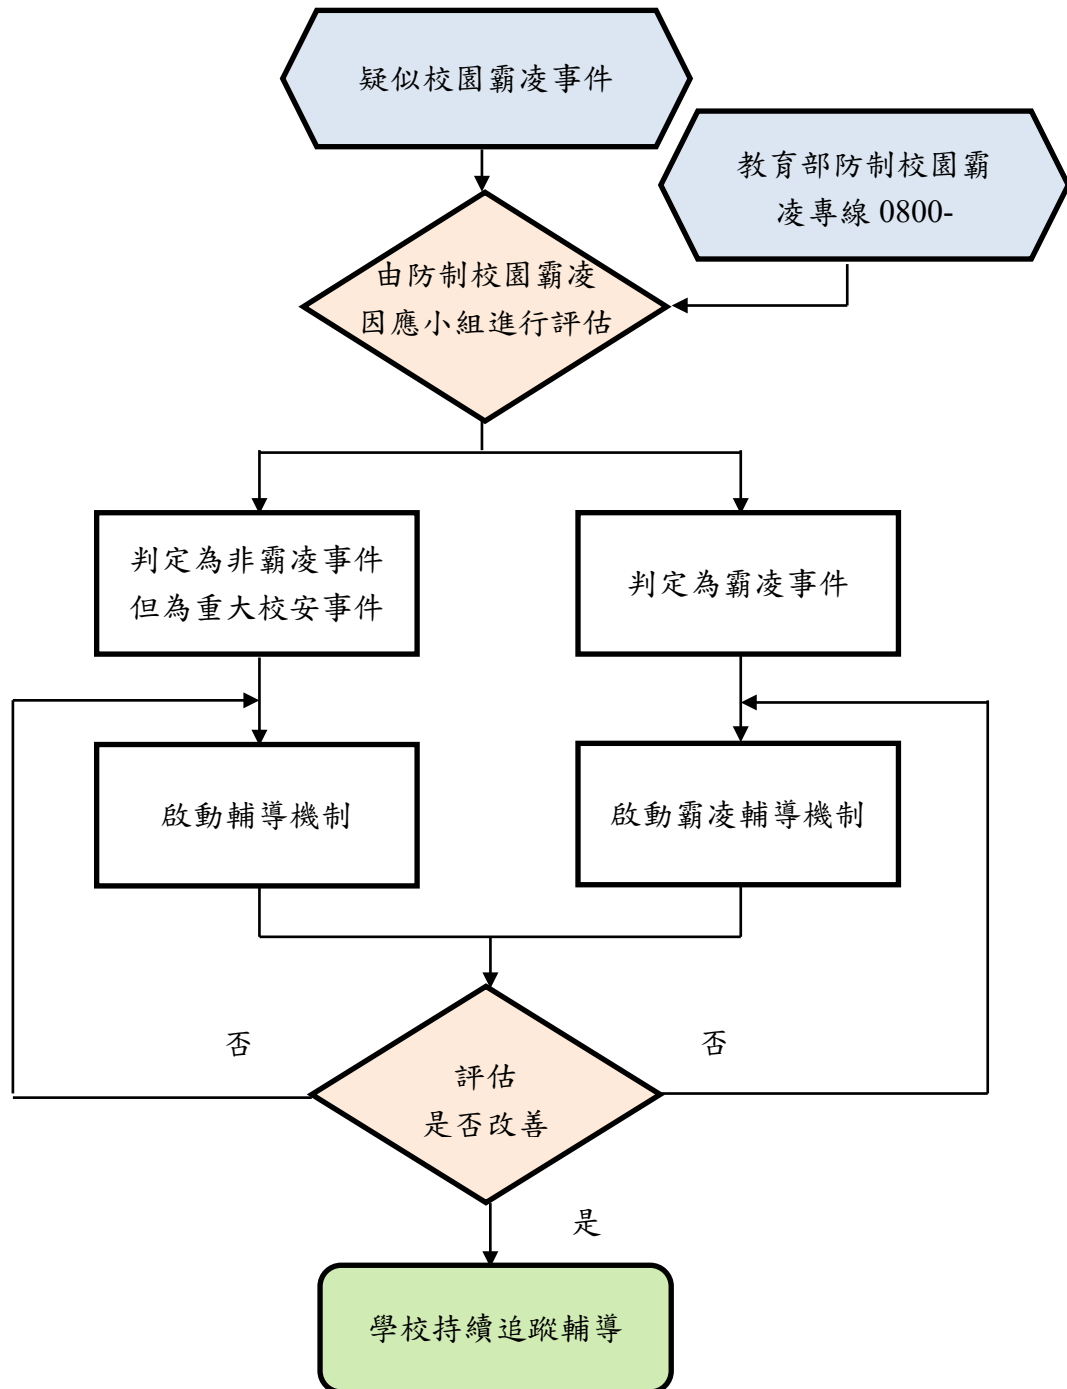 疑似校園霸凌事件
教育部防制校園霸
凌專線 0800-
由防制校園霸凌
因應小組進行評估
判定為非霸凌事件
但為重大校安事件
判定為霸凌事件
啟動輔導機制
啟動霸凌輔導機制
否
否
評估
是否改善
是
學校持續追蹤輔導